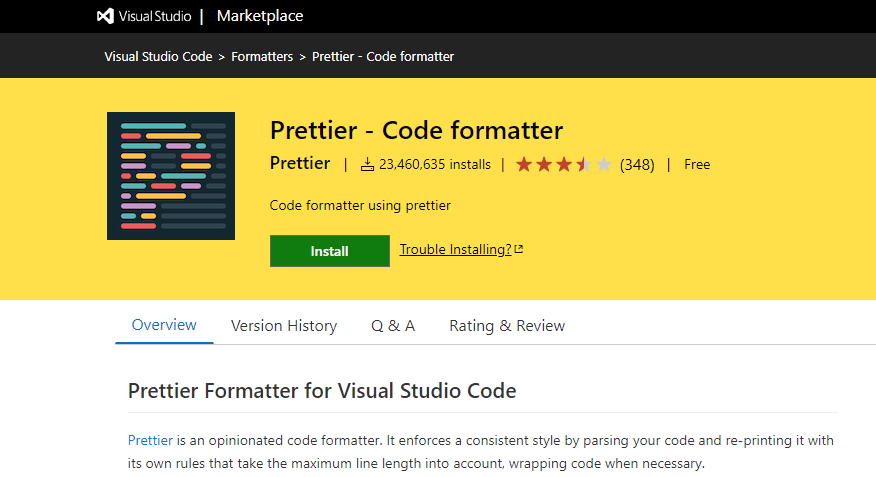 Visual Studio | Marketplace
Visual Studio Code > Formatters > Prettier - Code formatter
Prettier - Code formatter
Prettier | 23,460,635 installs | (348) | Free
Code formatter using prettier
Install Trouble Installing?
Overview Version History Q & A Rating & Review
Prettier Formatter for Visual Studio Code
Prettier is an opinionated code formatter. It enforces a consistent style by parsing your code and re-printing it with
its own rules that take the maximum line length into account, wrapping code when necessary.